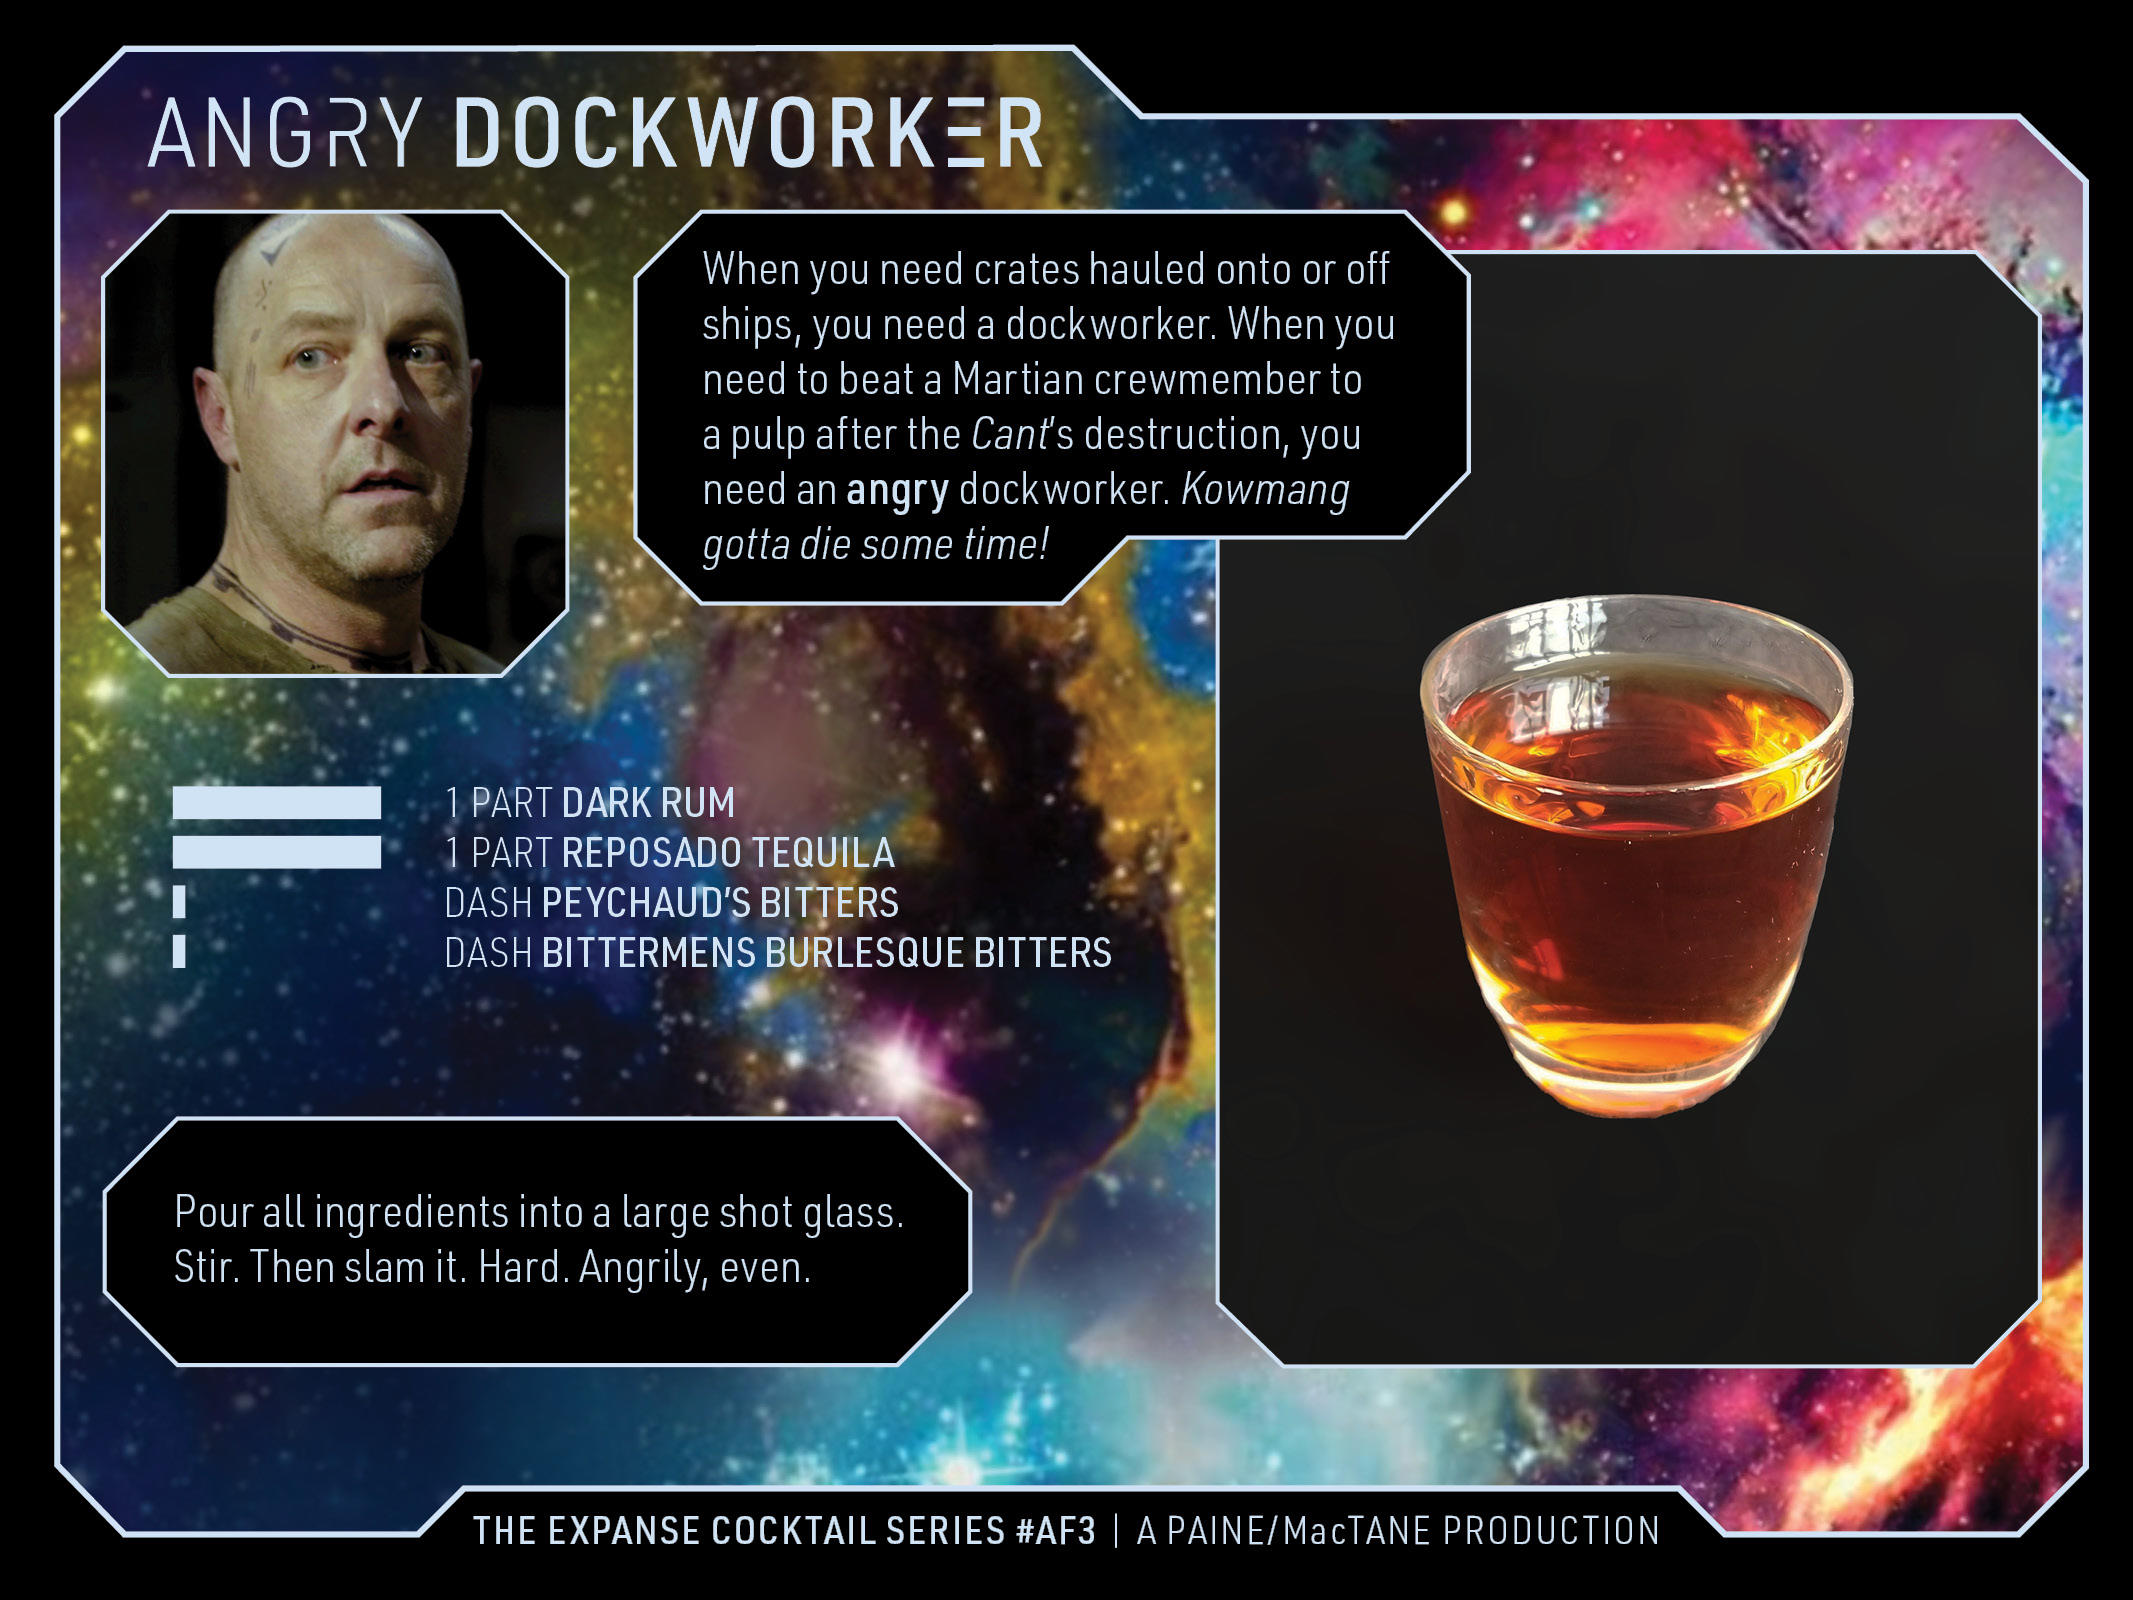 ANGRY DOCKWORKER
When you need crates hauled onto or off
ships, you need a dockworker. When you
need to beat a Martian crewmember to
a pulp after the Cant's destruction, you
need an angry dockworker. Kowmang
gotta die some time!
1 PART DARK RUM
1 PART REPOSADO TEQUILA
DASH PEYCHAUD'S BITTERS
DASH BITTERMENS BURLESQUE BITTERS
Pour all ingredients into a large shot glass.
Stir. Then slam it. Hard. Angrily, even.
THE EXPANSE COCKTAIL SERIES #AF3 | A PAINE/MacTANE PRODUCTION